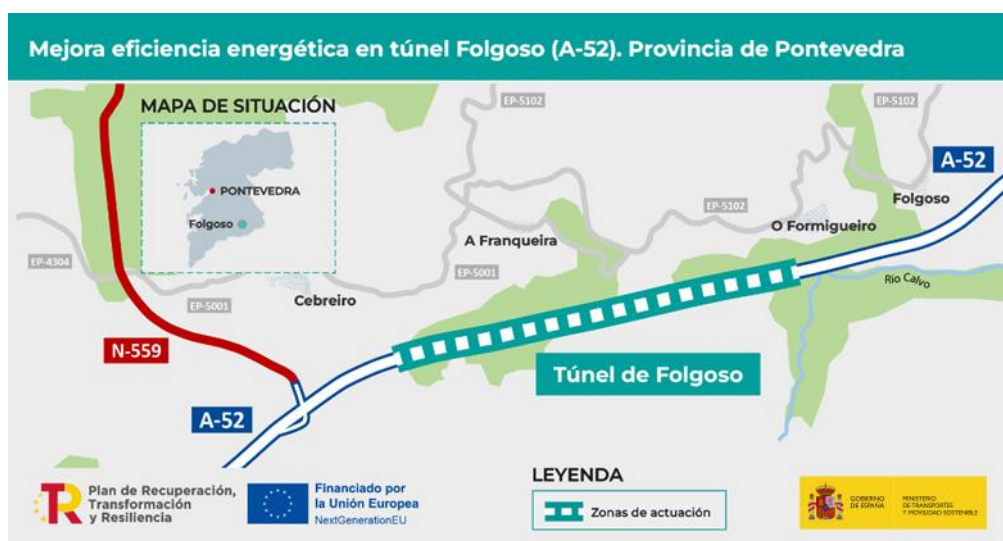 Mejora eficiencia energética en túnel Folgoso (A-52). Provincia de Pontevedra
MAPA DE SITUACIÓN
PONTEVEDRA
Folgoso
EP-5102
EP-5102
A-52
Folgoso
EP-5102
O Formigueiro
A Franqueira
EP-4304
EP-5001
Río Calvo
Cebreiro
EP-5001
N-559
Túnel de Folgoso
A-52
LEYENDA
Zonas de actuación
Plan de Recuperación,
Transformación
y Resiliencia
Financiado por
la Unión Europea
NextGenerationEU
GOBIERNO
DE ESPAÑA
MINISTERIO
DE TRANSPORTES
Y MOVILIDAD SOSTENIBLE